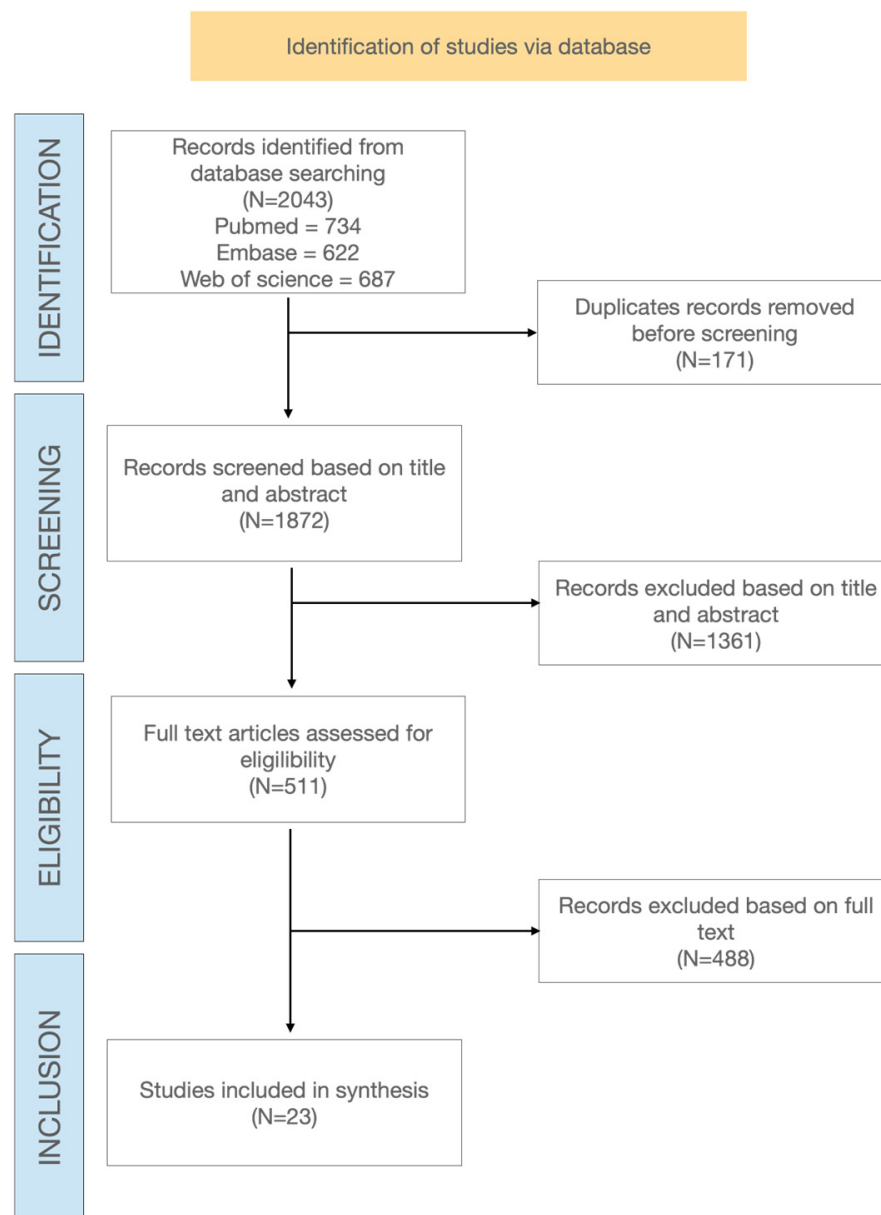 Identification of studies via database
IDENTIFICATION
Records identified from
database searching
(N=2043)
Pubmed = 734
Embase = 622
Web of science = 687
Duplicates records removed
before screening
(N=171)
SCREENING
Records screened based on title
and abstract
(N=1872)
Records excluded based on title
and abstract
(N=1361)
ELIGIBILITY
Full text articles assessed for
eligilibility
(N=511)
Records excluded based on full
text
(N=488)
INCLUSION
Studies included in synthesis
(N=23)